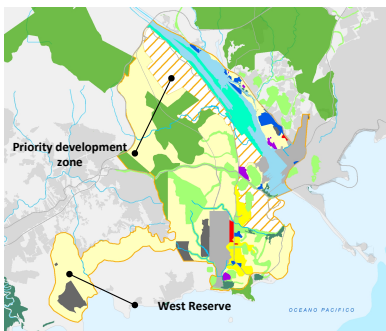 Priority development
zone
West Reserve
OCEANO PACIFICO